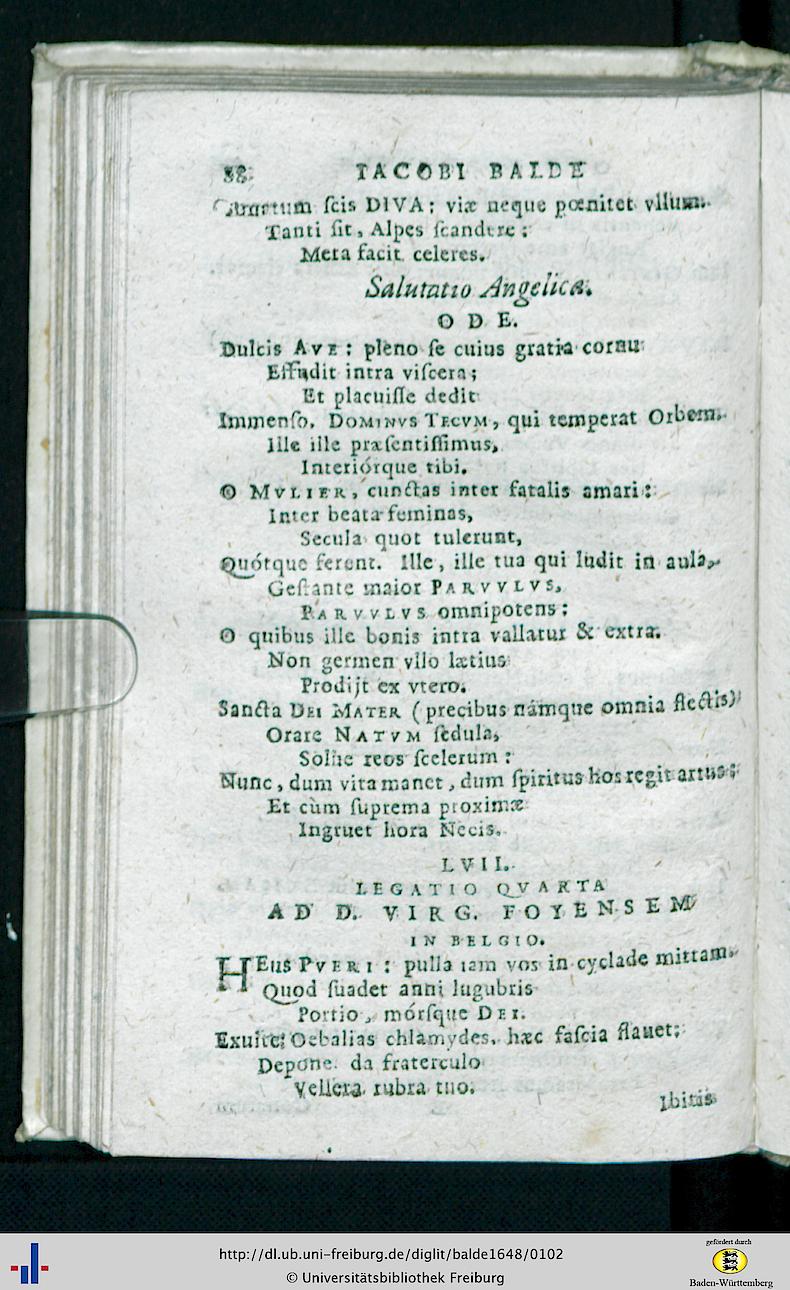 88. IACOBI BALDE
scis DIVA: viæ neque pœnitet vllum.
Tanti sit, Alpes scandere:
Meta facit celeres.
Salutatio Angelica.
ODE.
Dulcis AVE: pleno se cuius gratia cornu
Effudit intra viscera;
Et placuisse dedit
Immenso. DOMINVS TECVM, qui temperat Orbem.
Ille ille præsentissimus,
Interiórque tibi.
O MVLIER, cunctas inter fatalis amari:
Inter beata feminas,
Secula quot tulerunt,
Quótque ferent. Ille, ille tua qui ludit in aula,
Gestante maior PARVVLVS,
PARVVLVS omnipotens:
O quibus ille bonis intra vallatur & extra.
Non germen vllo lætius
Prodijt ex vtero.
Sancta DEI MATER (precibus námque omnia flectis)
Orare NATVM sedula,
Solue reos scelerum:
Nunc, dum vita manet, dum spiritus hos regit artus:
Et cùm suprema proximæ
Ingruet hora Necis.
LVII.
LEGATIO QVARTA
AD D. VIRG. FOYENSEM
IN BELGIO.
HEus PVERI: pulla iam vos in cyclade mittam.
Quod suadet anni lugubris
Portio, mórsque DEI.
Exuite Oebalias chlamydes. hæc fascia flauet:
Depone. da fraterculo
Vellera rubra tuo.
Ibitis
http://dl.ub.uni-freiburg.de/diglit/balde1648/0102
© Universitätsbibliothek Freiburg
gefördert durch
Baden-Württemberg